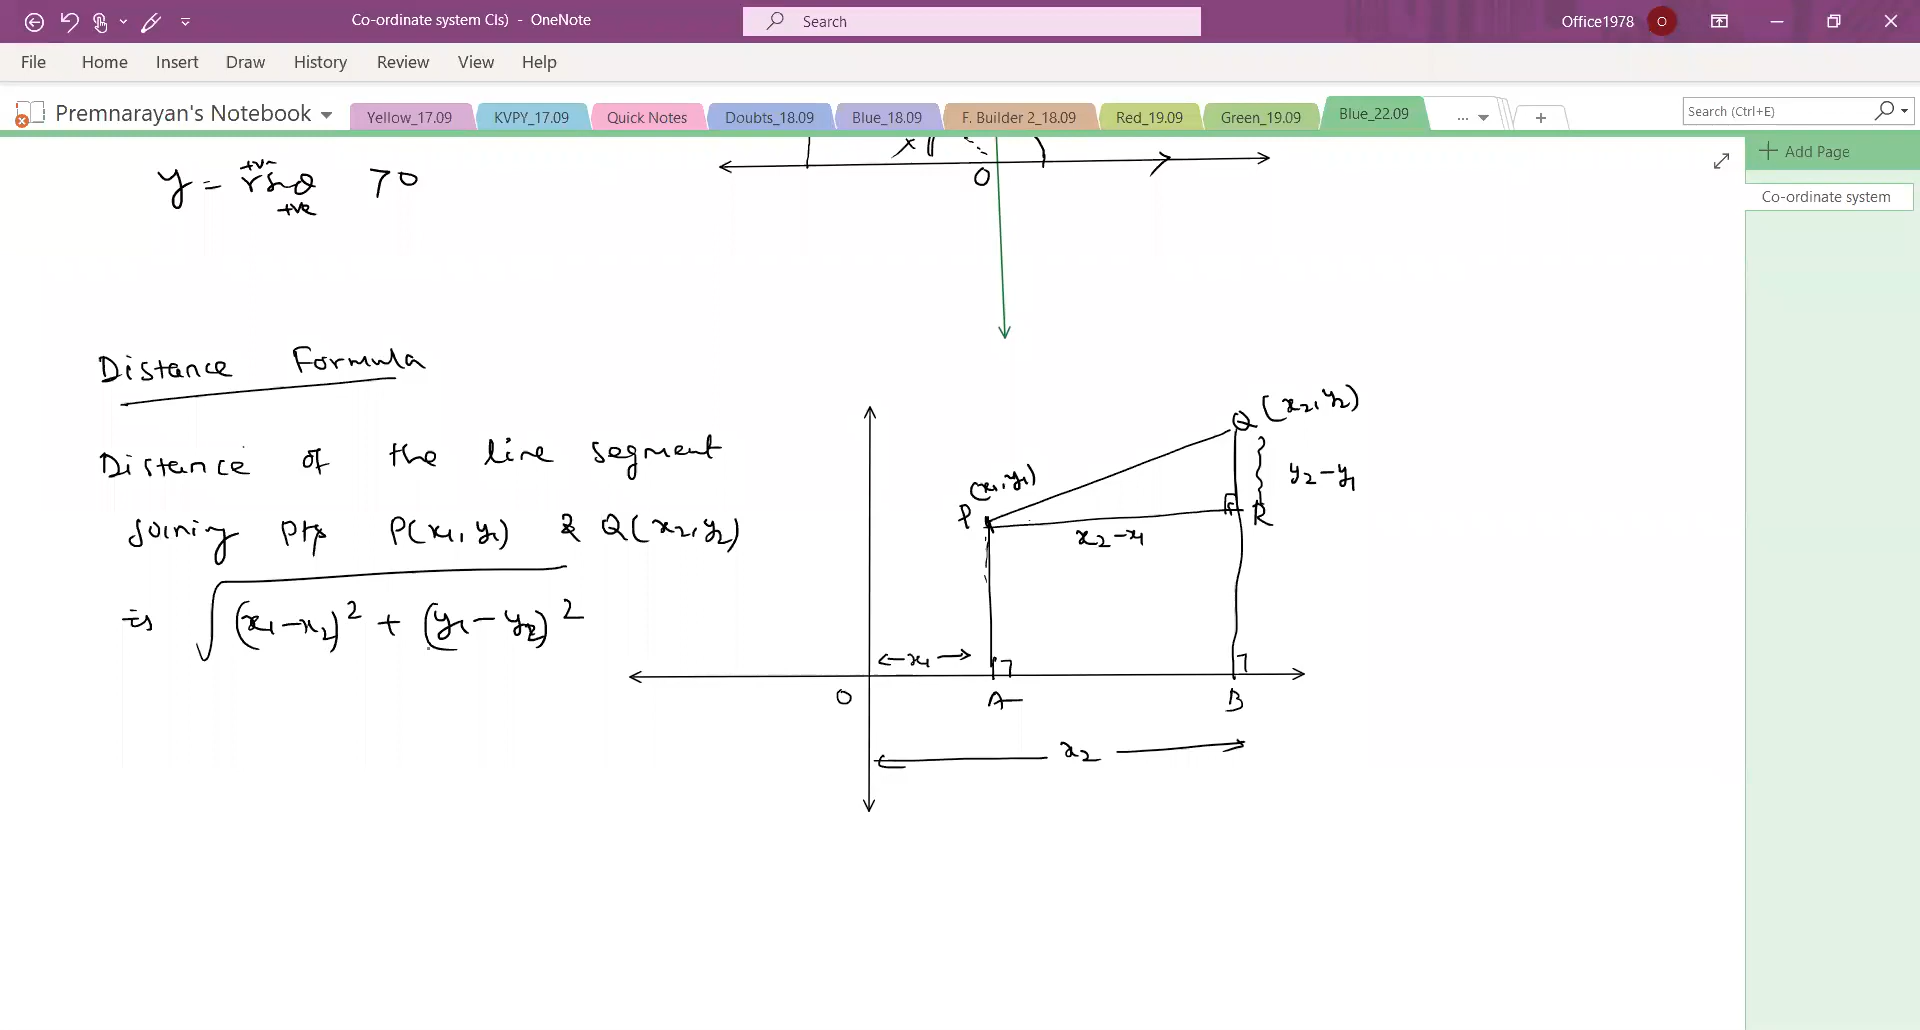 Co-ordinate system Cls) - OneNote
Search
Office1978
O
File Home Insert Draw History Review View Help
Premnarayan's Notebook
Yellow_17.09 KVPY_17.09 Quick Notes Doubts_18.09 Blue_18.09 F. Builder 2_18.09 Red_19.09 Green_19.09 Blue_22.09 ... +
Search (Ctrl+E)
+ Add Page
Co-ordinate system
+ve
y = r sinθ > 0
+ve
O
Distance Formula
Distance of the line segment
joining pts P(x₁, y₁) & Q(x₂, y₂)
is √(x₁-x₂)² + (y₁-y₂)²
Q (x₂, y₂)
(x₁, y₁)
P
y₂-y₁
R
x₂-x₁
x₁
O
A
B
x₂